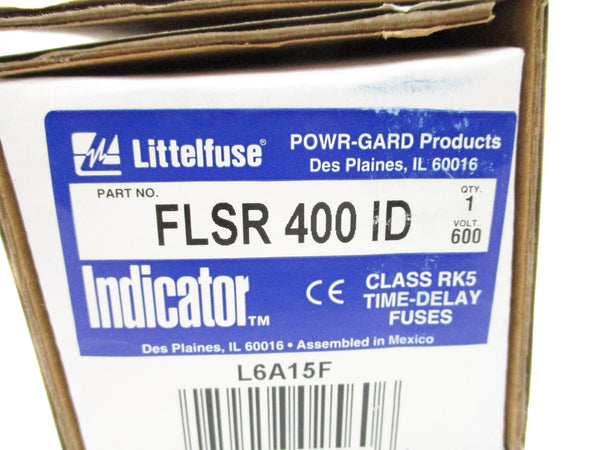 Littelfuse®
POWR-GARD Products
Des Plaines, IL 60016
PART NO.
FLSR 400 ID
QTY.
1
VOLT.
600
Indicator™
CE
CLASS RK5
TIME-DELAY
FUSES
Des Plaines, IL 60016 • Assembled in Mexico
L6A15F